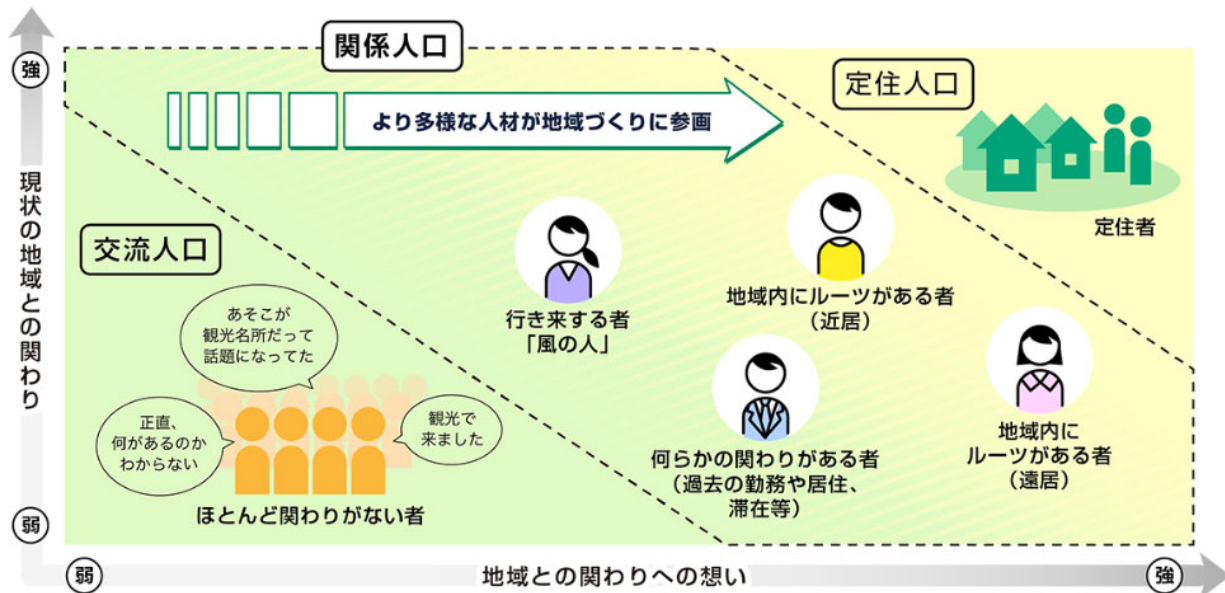 関係人口
強
より多様な人材が地域づくりに参画
定住人口
定住者
現状の地域との関わり
交流人口
あそこが
観光名所だって
話題になってた
正直、
何があるのか
わからない
観光で
来ました
ほとんど関わりがない者
行き来する者
「風の人」
地域内にルーツがある者
（近居）
何らかの関わりがある者
（過去の勤務や居住、
滞在等）
地域内に
ルーツがある者
（遠居）
弱
弱
地域との関わりへの想い
強